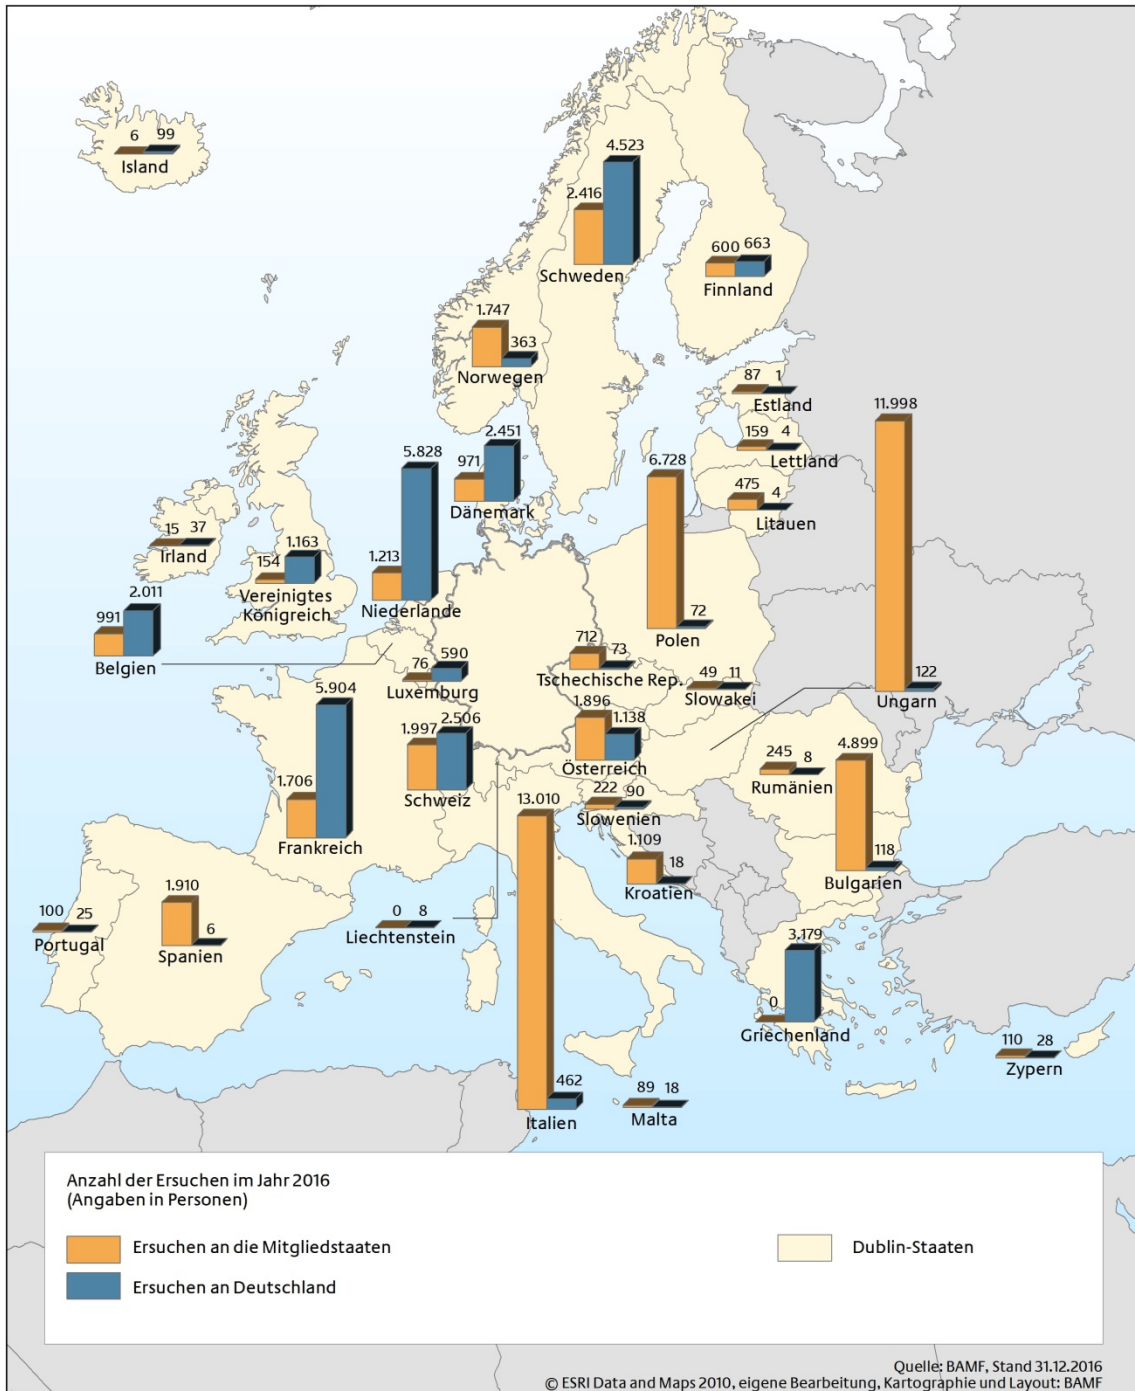 6 99
Island
4.523
2.416
Schweden
600 663
Finnland
1.747
363
Norwegen
87 1
Estland
159 4
Lettland
475 4
Litauen
11.998
122
Ungarn
971 2.451
Dänemark
5.828
1.213
Niederlande
6.728
72
Polen
15 37
Irland
154 1.163
Vereinigtes
Königreich
991 2.011
Belgien
76 590
Luxemburg
712 73
Tschechische Rep.
49 11
Slowakei
5.904
1.706
Frankreich
1.997 2.506
Schweiz
1.896
1.138
Österreich
245 8
Rumänien
4.899
118
Bulgarien
222 90
Slowenien
13.010
462
Italien
1.109
18
Kroatien
100 25
Portugal
1.910
6
Spanien
0 8
Liechtenstein
3.179
0
Griechenland
110 28
Zypern
89 18
Malta
Anzahl der Ersuchen im Jahr 2016
(Angaben in Personen)
Ersuchen an die Mitgliedstaaten
Dublin-Staaten
Ersuchen an Deutschland
Quelle: BAMF, Stand 31.12.2016
© ESRI Data and Maps 2010, eigene Bearbeitung, Kartographie und Layout: BAMF